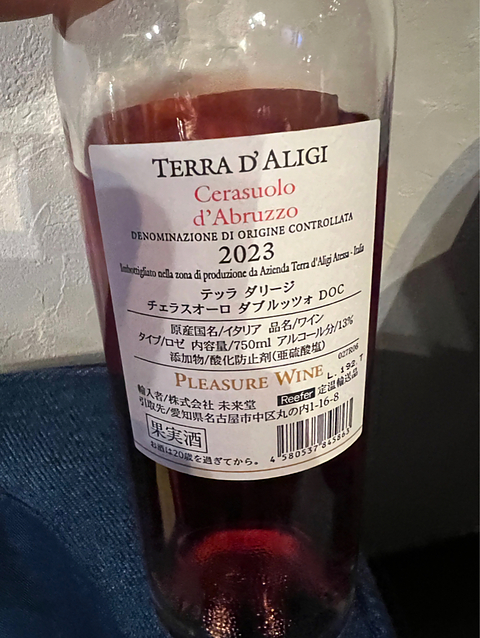 TERRA D'ALIGI
Cerasuolo
d'Abruzzo
DENOMINAZIONE DI ORIGINE CONTROLLATA
2023
Imbottigliato nella zona di produzione da Azienda Terra d'Aligi Atessa - Italia
テッラ ダリージ
チェラスオーロ ダブルッツォ DOC
原産国名/イタリア 品名/ワイン
タイプ/ロゼ 内容量/750ml アルコール分/13%
添加物/酸化防止剤(亜硫酸塩)
027R06
L.192.T
PLEASURE WINE
輸入者/株式会社 未来堂 Reefer 定温輸送品
引取先/愛知県名古屋市中区丸の内1-16-8
果実酒
お酒は20歳を過ぎてから。
4 580537 845863